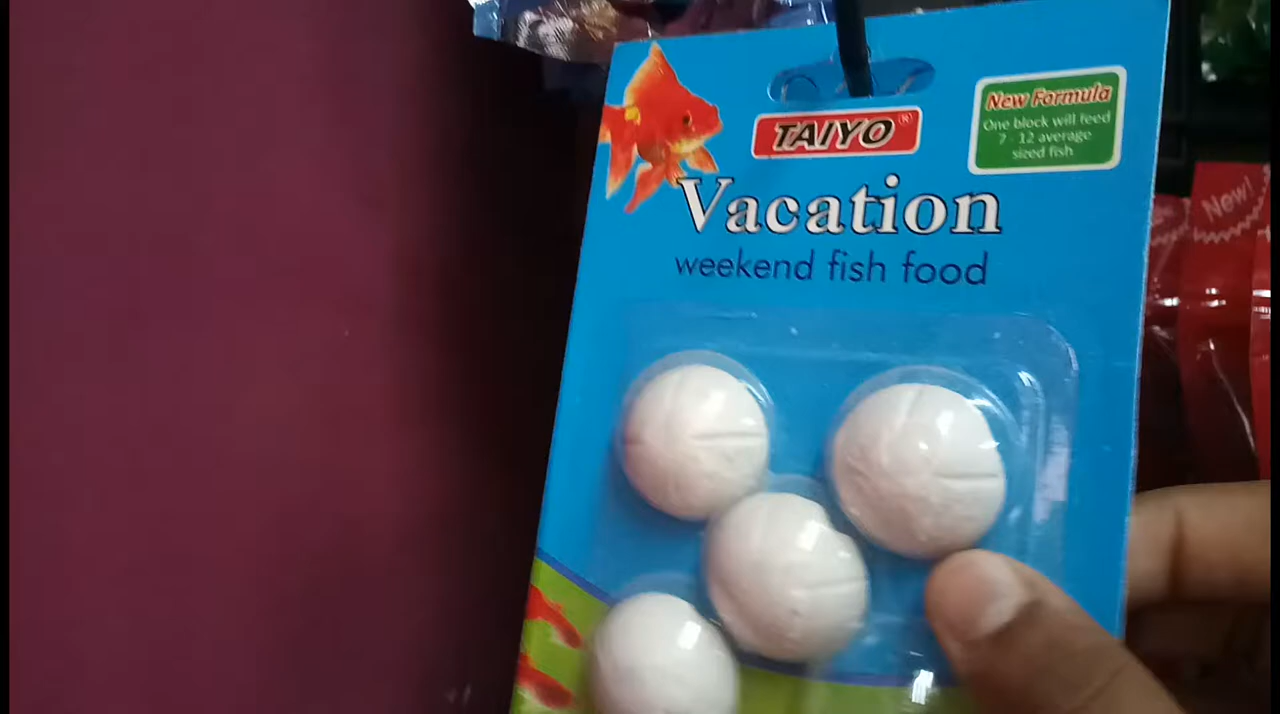 TAIYO®
New Formula
One block will feed
7 - 12 average
sized fish
Vacation
weekend fish food
New!